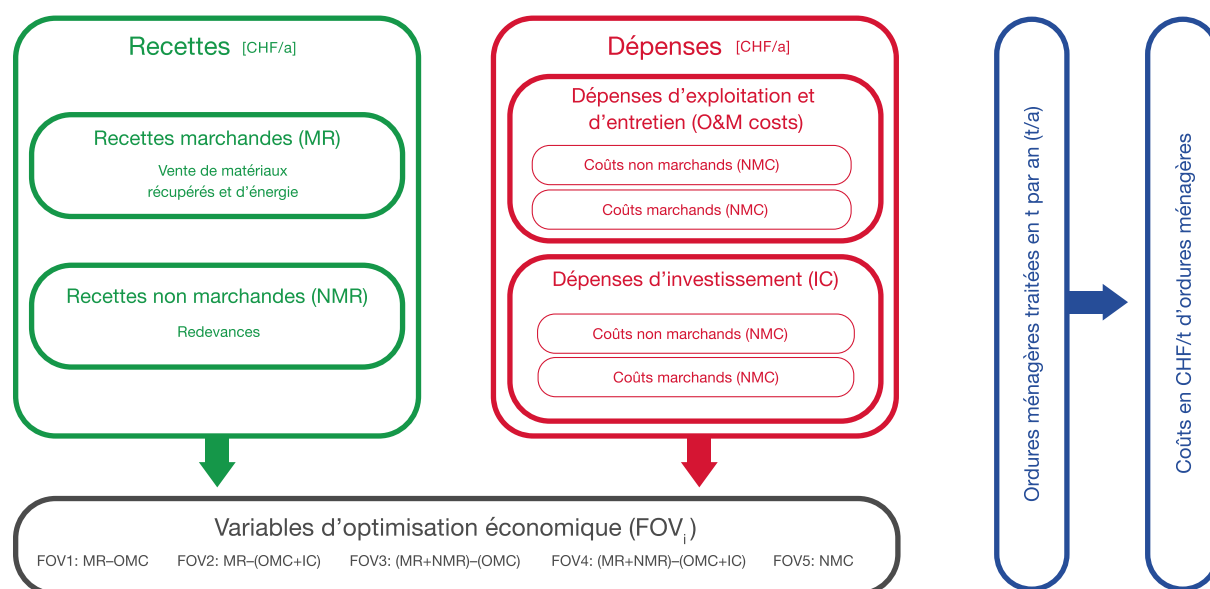 Recettes [CHF/a]
Recettes marchandes (MR)
Vente de matériaux
récupérés et d’énergie
Recettes non marchandes (NMR)
Redevances
Dépenses [CHF/a]
Dépenses d’exploitation et
d’entretien (O&M costs)
Coûts non marchands (NMC)
Coûts marchands (NMC)
Dépenses d’investissement (IC)
Coûts non marchands (NMC)
Coûts marchands (NMC)
Variables d’optimisation économique (FOVi)
FOV1: MR–OMC FOV2: MR–(OMC+IC) FOV3: (MR+NMR)–(OMC) FOV4: (MR+NMR)–(OMC+IC) FOV5: NMC
Ordures ménagères traitées en t par an (t/a)
Coûts en CHF/t d’ordures ménagères